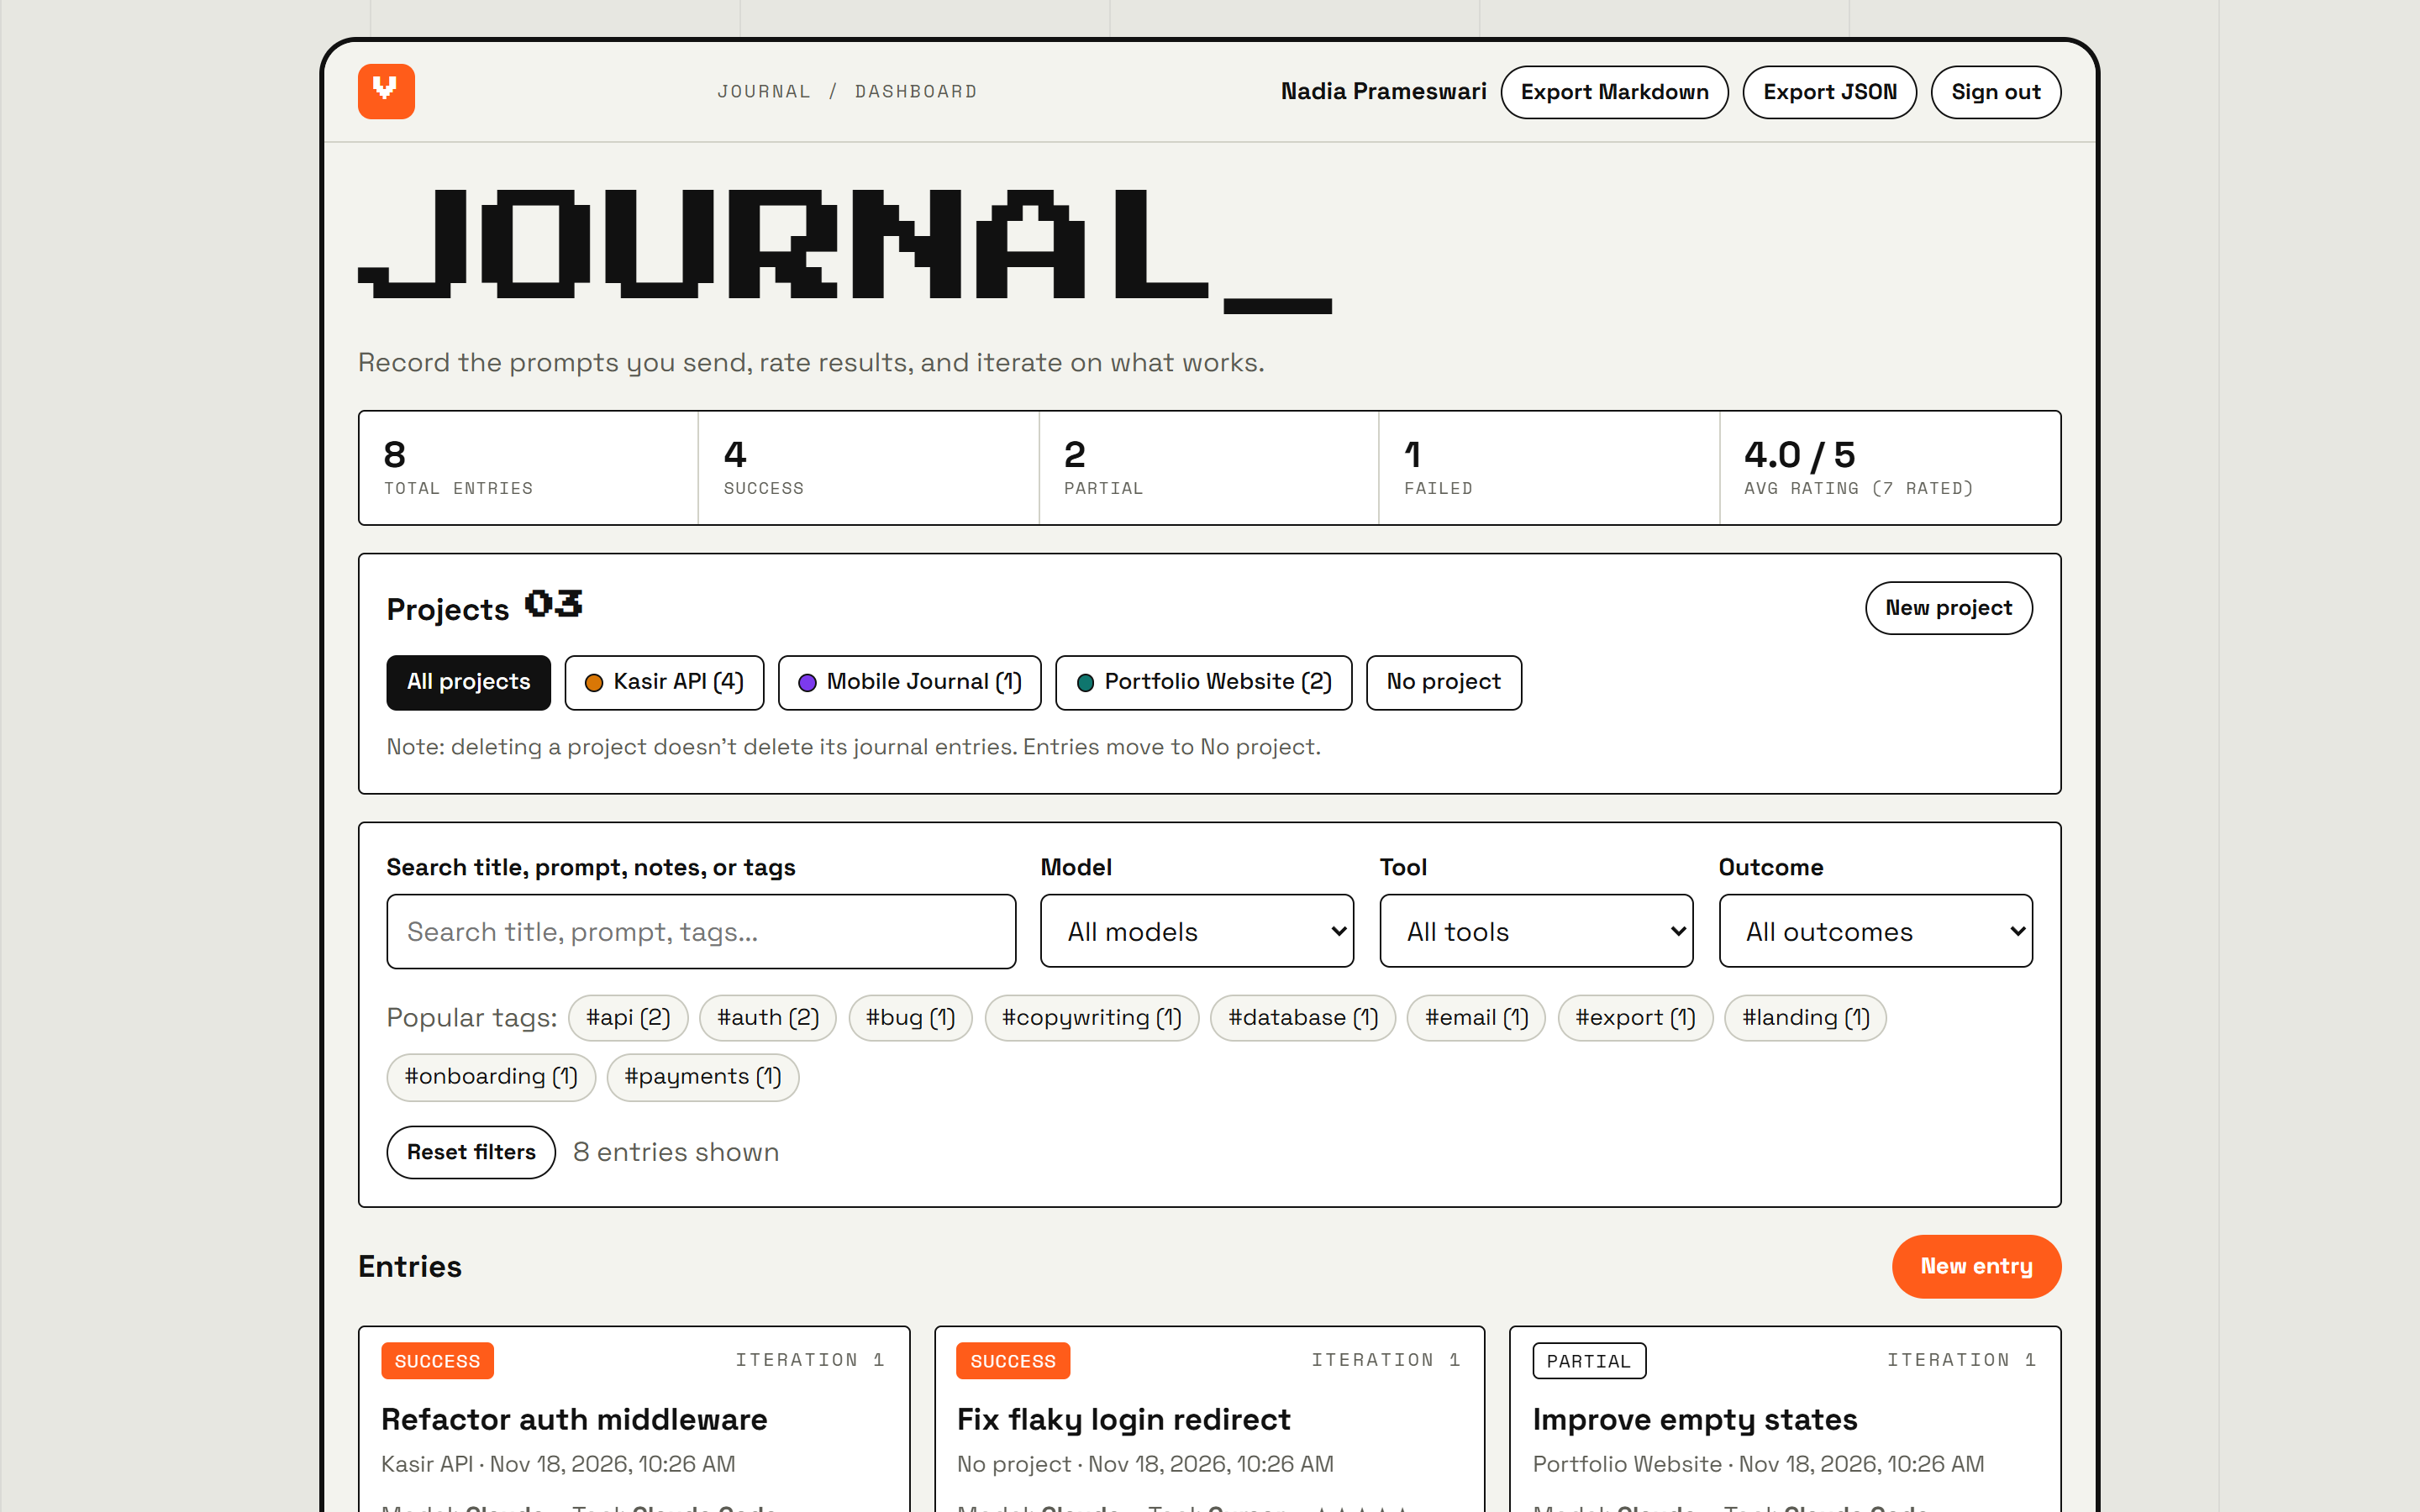 V
JOURNAL / DASHBOARD
Nadia Prameswari
Export Markdown
Export JSON
Sign out
JOURNAL_
Record the prompts you send, rate results, and iterate on what works.
8
TOTAL ENTRIES
4
SUCCESS
2
PARTIAL
1
FAILED
4.0 / 5
AVG RATING (7 RATED)
Projects 03
New project
All projects
Kasir API (4)
Mobile Journal (1)
Portfolio Website (2)
No project
Note: deleting a project doesn't delete its journal entries. Entries move to No project.
Search title, prompt, notes, or tags
Model
Tool
Outcome
Search title, prompt, tags...
All models
All tools
All outcomes
Popular tags: #api (2) #auth (2) #bug (1) #copywriting (1) #database (1) #email (1) #export (1) #landing (1)
#onboarding (1) #payments (1)
Reset filters
8 entries shown
Entries
New entry
SUCCESS
ITERATION 1
Refactor auth middleware
Kasir API · Nov 18, 2026, 10:26 AM
SUCCESS
ITERATION 1
Fix flaky login redirect
No project · Nov 18, 2026, 10:26 AM
PARTIAL
ITERATION 1
Improve empty states
Portfolio Website · Nov 18, 2026, 10:26 AM